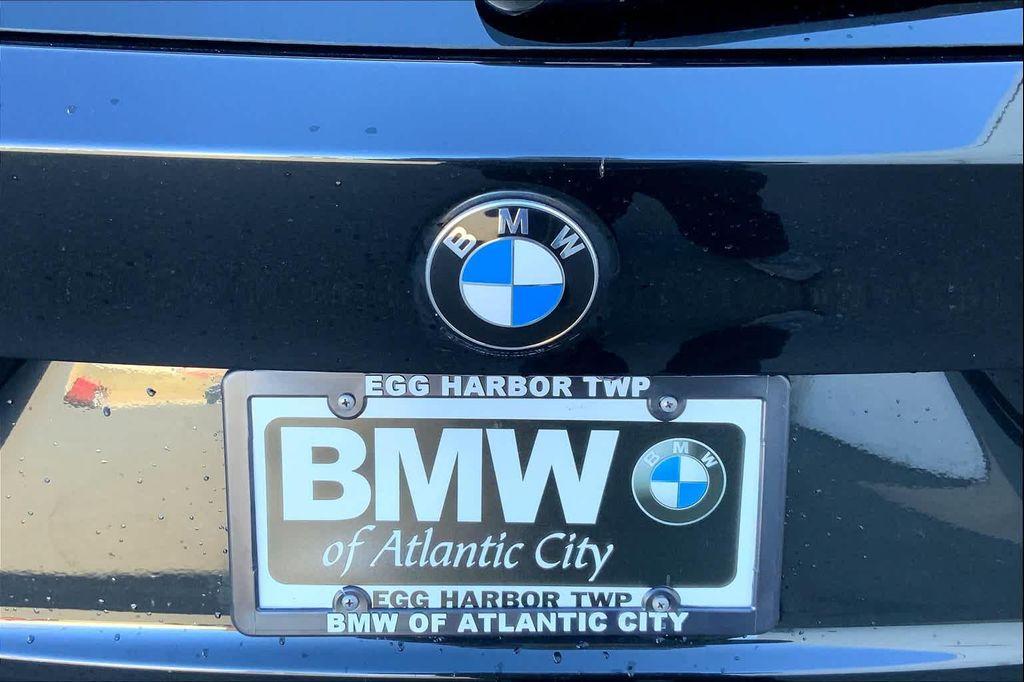 BMW
EGG HARBOR TWP
BMW
BMW
of Atlantic City
EGG HARBOR TWP
BMW OF ATLANTIC CITY